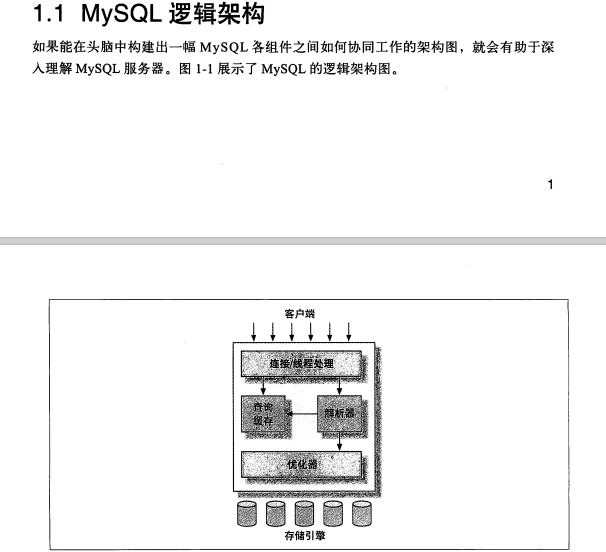 1.1 MySQL 逻辑架构
如果能在头脑中构建出一幅 MySQL 各组件之间如何协同工作的架构图，就会有助于深
入理解 MySQL 服务器。图 1-1 展示了 MySQL 的逻辑架构图。
1
客户端
连接/线程处理
查询
缓存
解析器
优化器
存储引擎